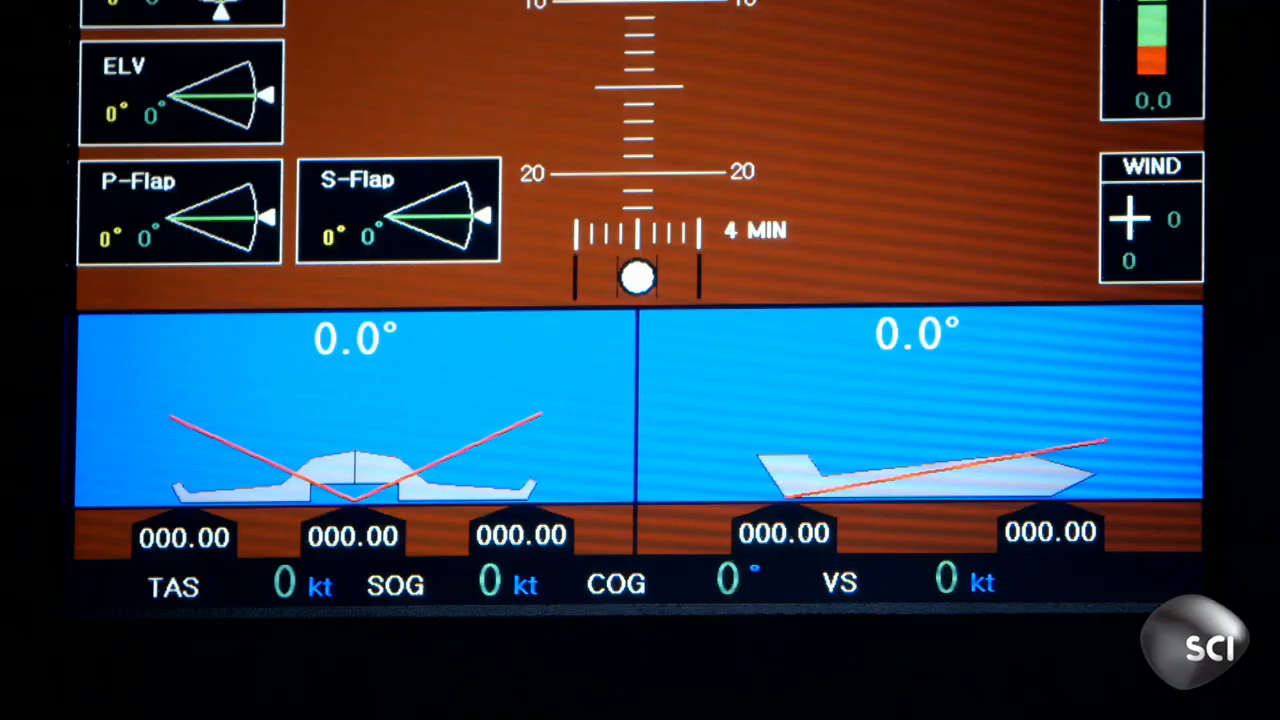 0° 0°
10 10
ELV
0° 0°
0.0
P-Flap
0° 0°
S-Flap
0° 0°
20 20
4 MIN
WIND
0
0
0.0°
0.0°
000.00 000.00 000.00 000.00 000.00
TAS 0 kt SOG 0 kt COG 0° VS 0 kt
SCI